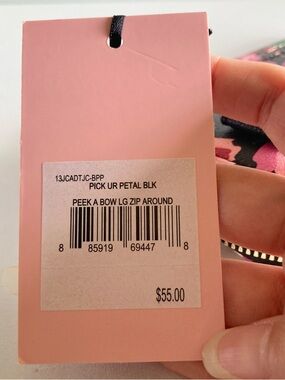 13JCADTJC-BPP
PICK UR PETAL BLK
PEEK A BOW LG ZIP AROUND
8 85919 69447 8
$55.00